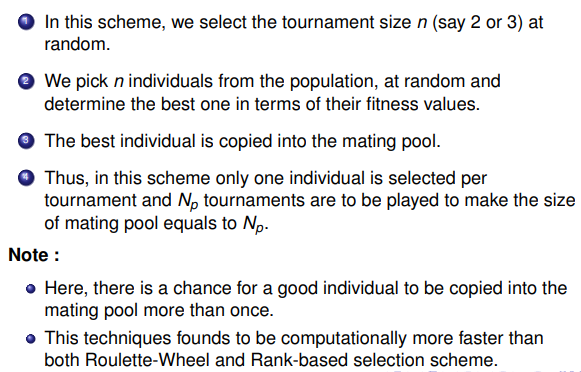 1 In this scheme, we select the tournament size n (say 2 or 3) at
random.
2 We pick n individuals from the population, at random and
determine the best one in terms of their fitness values.
3 The best individual is copied into the mating pool.
4 Thus, in this scheme only one individual is selected per
tournament and Np tournaments are to be played to make the size
of mating pool equals to Np.
Note :
Here, there is a chance for a good individual to be copied into the
mating pool more than once.
This techniques founds to be computationally more faster than
both Roulette-Wheel and Rank-based selection scheme.